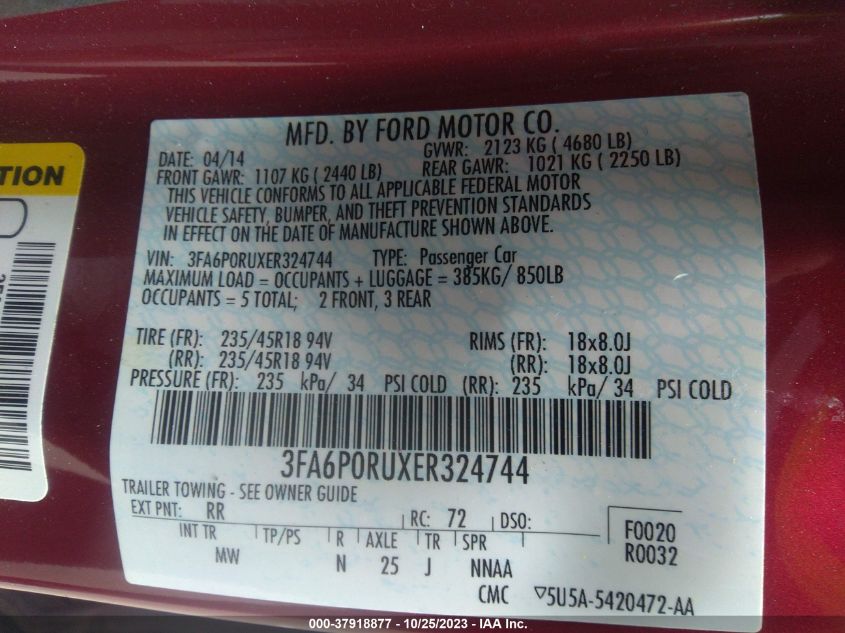 MFD. BY FORD MOTOR CO.
DATE: 04/14
GVWR: 2123 KG ( 4680 LB)
FRONT GAWR: 1107 KG ( 2440 LB)
REAR GAWR: 1021 KG ( 2250 LB)
THIS VEHICLE CONFORMS TO ALL APPLICABLE FEDERAL MOTOR
VEHICLE SAFETY, BUMPER, AND THEFT PREVENTION STANDARDS
IN EFFECT ON THE DATE OF MANUFACTURE SHOWN ABOVE.
VIN: 3FA6P0RUXER324744 TYPE: Passenger Car
MAXIMUM LOAD = OCCUPANTS + LUGGAGE = 385KG/ 850LB
OCCUPANTS = 5 TOTAL; 2 FRONT, 3 REAR
TIRE (FR): 235/45R18 94V RIMS (FR): 18x8.0J
(RR): 235/45R18 94V (RR): 18x8.0J
PRESSURE (FR): 235 kPa/ 34 PSI COLD (RR): 235 kPa/ 34 PSI COLD
3FA6P0RUXER324744
TRAILER TOWING - SEE OWNER GUIDE
EXT PNT: RR RC: 72 DSO:
INT TR TP/PS R AXLE TR SPR
MW N 25 J NNAA
F0020
R0032
CMC ▽5U5A-5420472-AA
TION
000-37918877 - 10/25/2023 - IAA Inc.